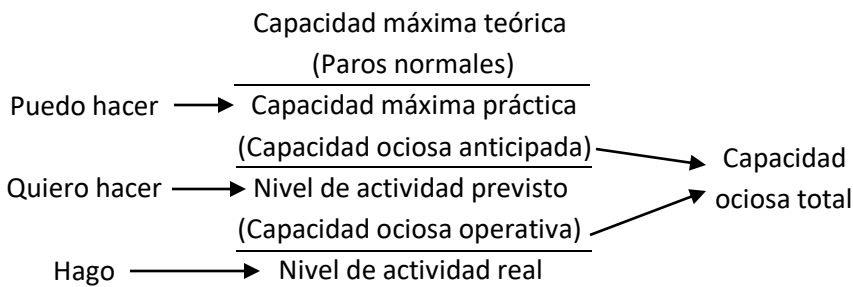 Capacidad máxima teórica
(Paros normales)
Puedo hacer
Capacidad máxima práctica
(Capacidad ociosa anticipada)
Capacidad
ociosa total
Quiero hacer
Nivel de actividad previsto
(Capacidad ociosa operativa)
Hago
Nivel de actividad real